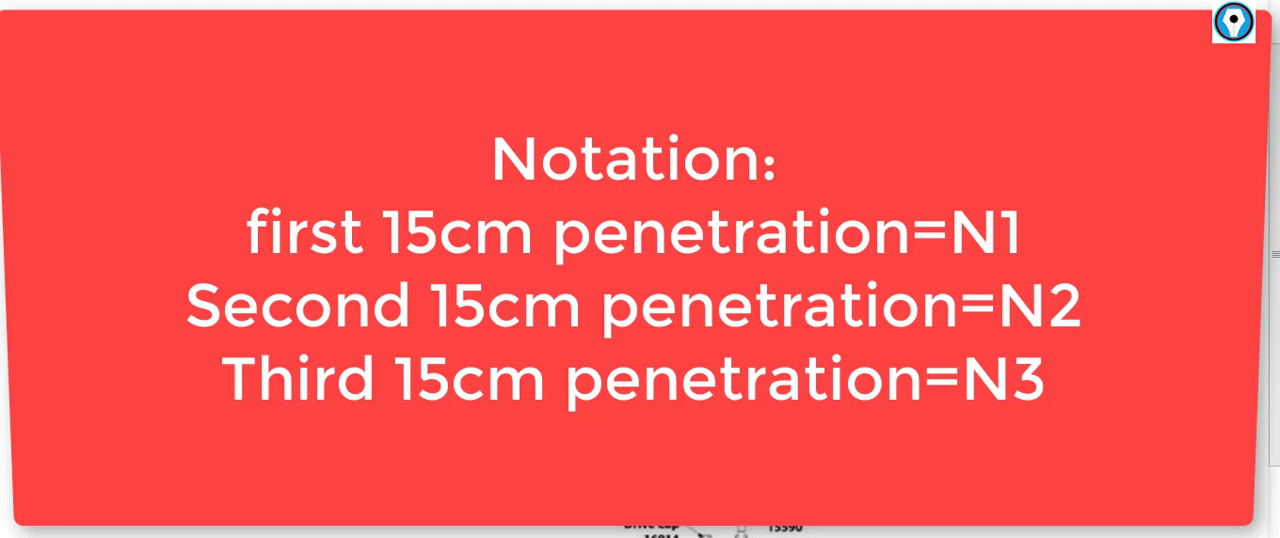 Notation:
first 15cm penetration=N1
Second 15cm penetration=N2
Third 15cm penetration=N3